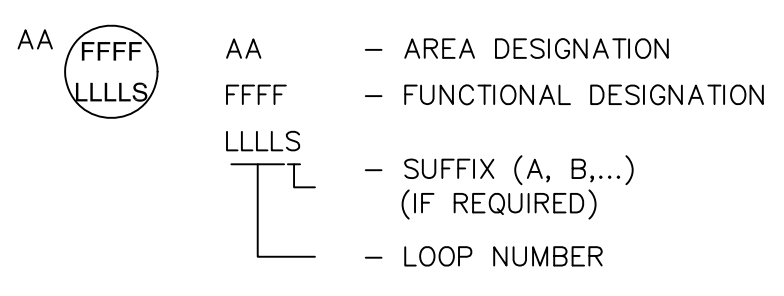 AA FFFF
LLLLS
AA – AREA DESIGNATION
FFFF – FUNCTIONAL DESIGNATION
LLLLS
– SUFFIX (A, B,...)
(IF REQUIRED)
– LOOP NUMBER